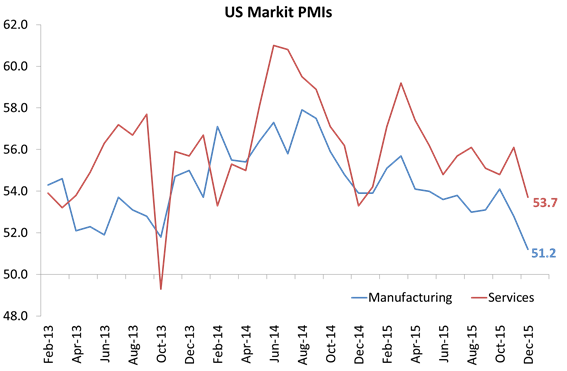 US Markit PMIs
62.0
60.0
58.0
56.0
54.0
52.0
50.0
48.0
53.7
51.2
Manufacturing
Services
Feb-13
Apr-13
Jun-13
Aug-13
Oct-13
Dec-13
Feb-14
Apr-14
Jun-14
Aug-14
Oct-14
Dec-14
Feb-15
Apr-15
Jun-15
Aug-15
Oct-15
Dec-15